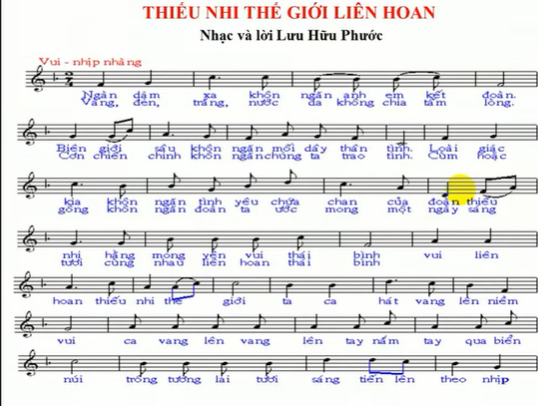 THIẾU NHI THẾ GIỚI LIÊN HOAN
Nhạc và lời Lưu Hữu Phước
Vui - nhịp nhàng
Ngàn dặm xa khôn ngăn anh em kết đoàn.
Vàng, đen, trắng, nước da không chia tấm lòng.
Biên giới sâu khôn ngăn mối dây thân tình. Loài giặc
Cơn chiến chinh khôn ngăn chúng ta trao tình. Cùm hoặc
kia khôn ngăn tình yêu chứa chan của đoàn thiếu
gông khôn ngăn đoàn ta ước mong một ngày sáng
nhi hằng mong yên vui thái bình vui liên
tươi cùng nhau liên hoan thái bình
hoan thiếu nhi thế giới ta ca hát vang lên niềm
vui ca vang lên vang lên tay nắm tay qua biển
núi trông tương lai tươi sáng tiến lên theo nhịp